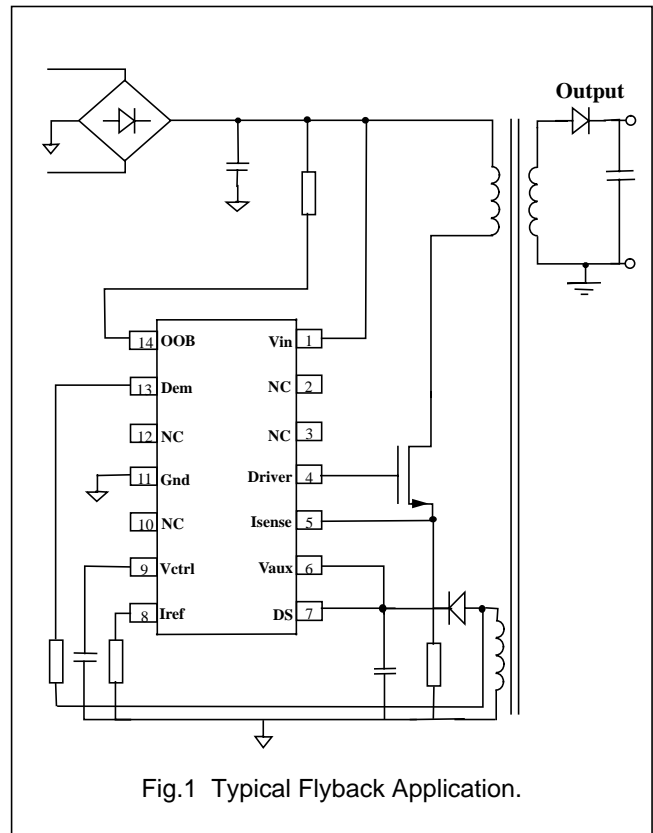 Output
14 OOB Vin 1
13 Dem NC 2
12 NC NC 3
11 Gnd Driver 4
10 NC Isense 5
9 Vctrl Vaux 6
8 Iref DS 7
Fig.1 Typical Flyback Application.